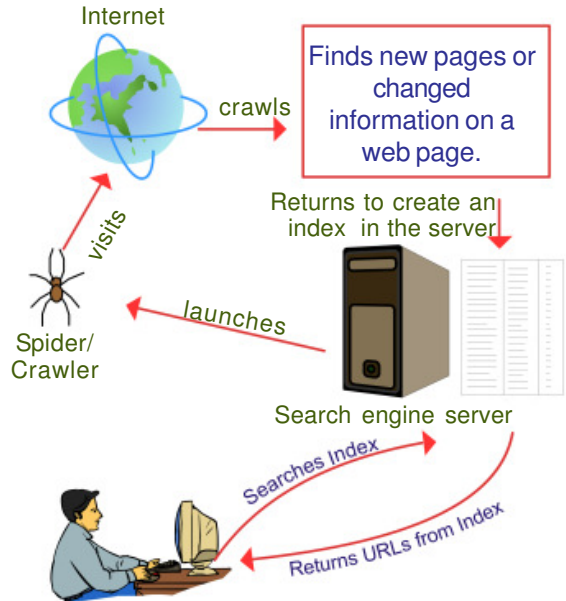 Internet
crawls
Finds new pages or
changed
information on a
web page.
Returns to create an
index in the server
visits
launches
Spider/
Crawler
Search engine server
Searches Index
Returns URLs from Index